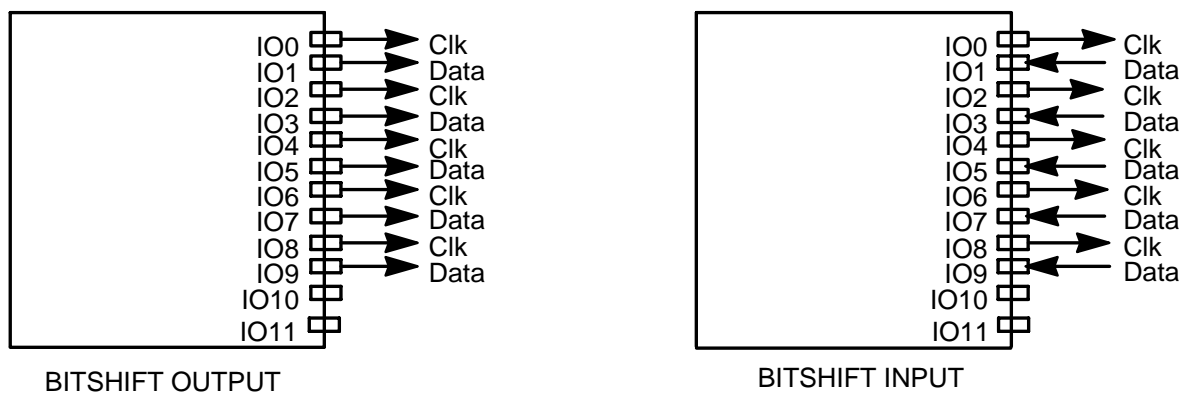 IO0 Clk
IO1 Data
IO2 Clk
IO3 Data
IO4 Clk
IO5 Data
IO6 Clk
IO7 Data
IO8 Clk
IO9 Data
IO10
IO11
BITSHIFT OUTPUT
IO0 Clk
IO1 Data
IO2 Clk
IO3 Data
IO4 Clk
IO5 Data
IO6 Clk
IO7 Data
IO8 Clk
IO9 Data
IO10
IO11
BITSHIFT INPUT